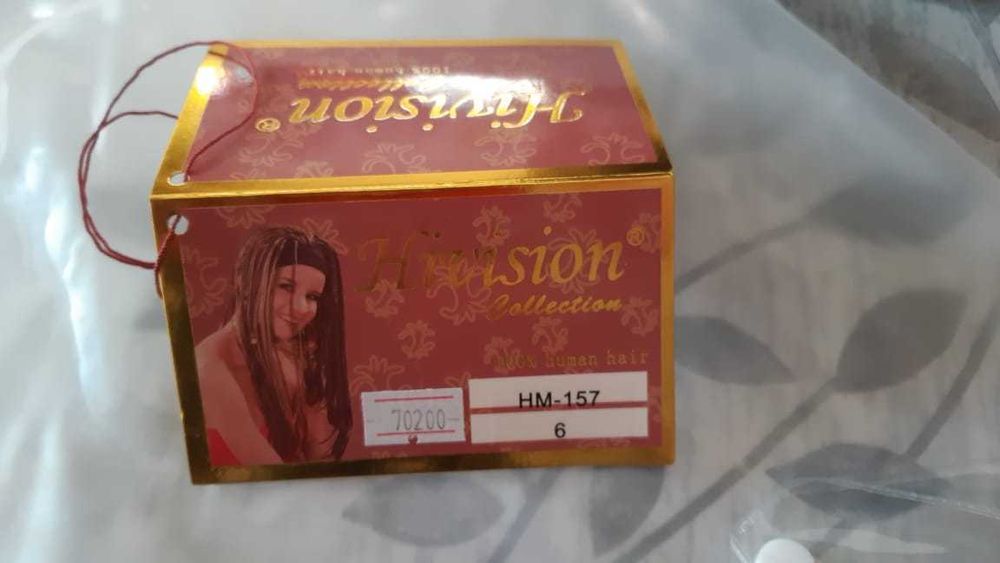 100% human hair
Collection
Hivision®
Hivision®
Collection
100% human hair
HM-157
70200-
6